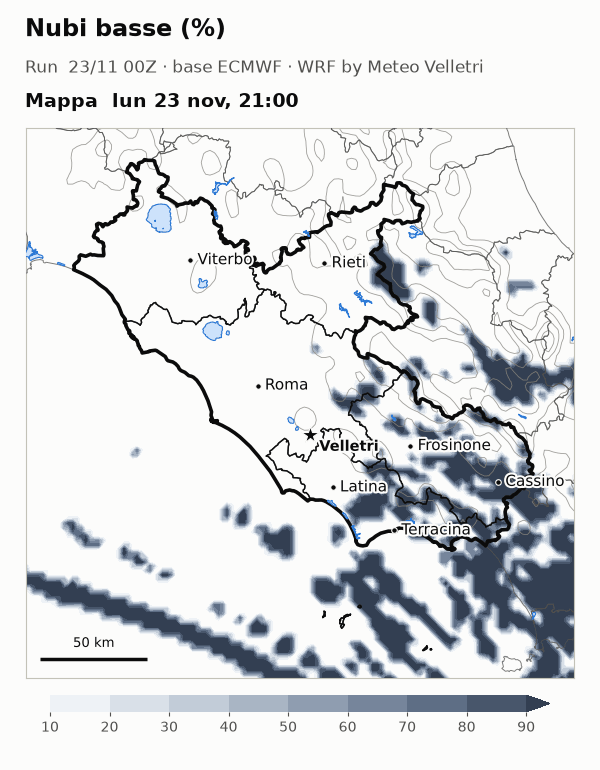 Nubi basse (%)
Run  23/11 00Z · base ECMWF · WRF by Meteo Velletri
Mappa  lun 23 nov, 21:00
Viterbo
Rieti
Roma
Velletri
Frosinone
Latina
Cassino
Terracina
50 km
10 20 30 40 50 60 70 80 90